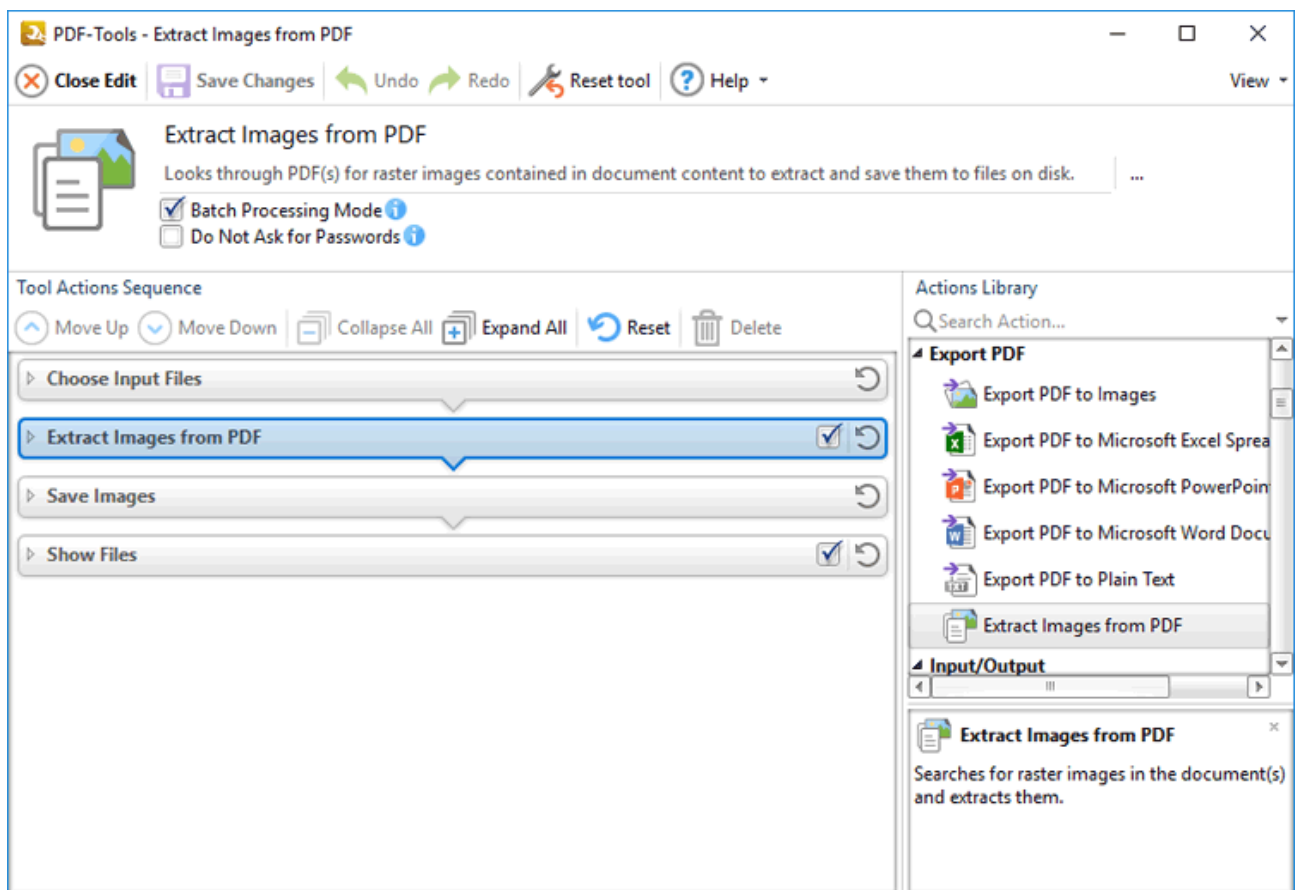 PDF-Tools - Extract Images from PDF
Close Edit Save Changes Undo Redo Reset tool Help View
Extract Images from PDF
Looks through PDF(s) for raster images contained in document content to extract and save them to files on disk. ...
Batch Processing Mode
Do Not Ask for Passwords
Tool Actions Sequence
Move Up Move Down Collapse All Expand All Reset Delete
Choose Input Files
Extract Images from PDF
Save Images
Show Files
Actions Library
Search Action...
Export PDF
Export PDF to Images
Export PDF to Microsoft Excel Sprea
Export PDF to Microsoft PowerPoin
Export PDF to Microsoft Word Docu
Export PDF to Plain Text
Extract Images from PDF
Input/Output
Extract Images from PDF
Searches for raster images in the document(s)
and extracts them.